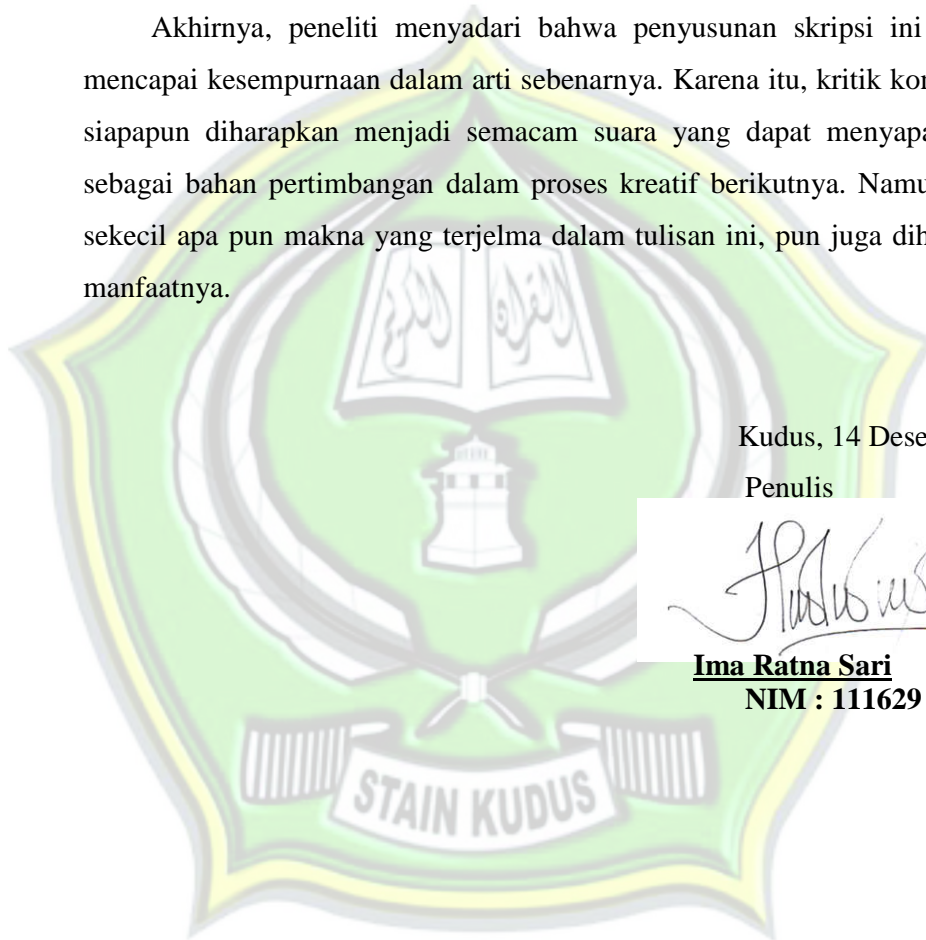 Akhirnya, peneliti menyadari bahwa penyusunan skripsi ini
mencapai kesempurnaan dalam arti sebenarnya. Karena itu, kritik kon
siapapun diharapkan menjadi semacam suara yang dapat menyapa
sebagai bahan pertimbangan dalam proses kreatif berikutnya. Namu
sekecil apa pun makna yang terjelma dalam tulisan ini, pun juga dih
manfaatnya.
Kudus, 14 Dese
Penulis
Ima Ratna Sari
NIM : 111629
STAIN KUDUS